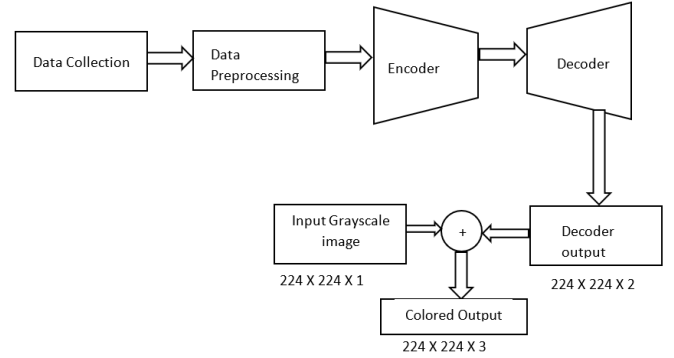 Data Collection
Data
Preprocessing
Encoder
Decoder
Input Grayscale
image
+
Decoder
output
224 X 224 X 1
224 X 224 X 2
Colored Output
224 X 224 X 3